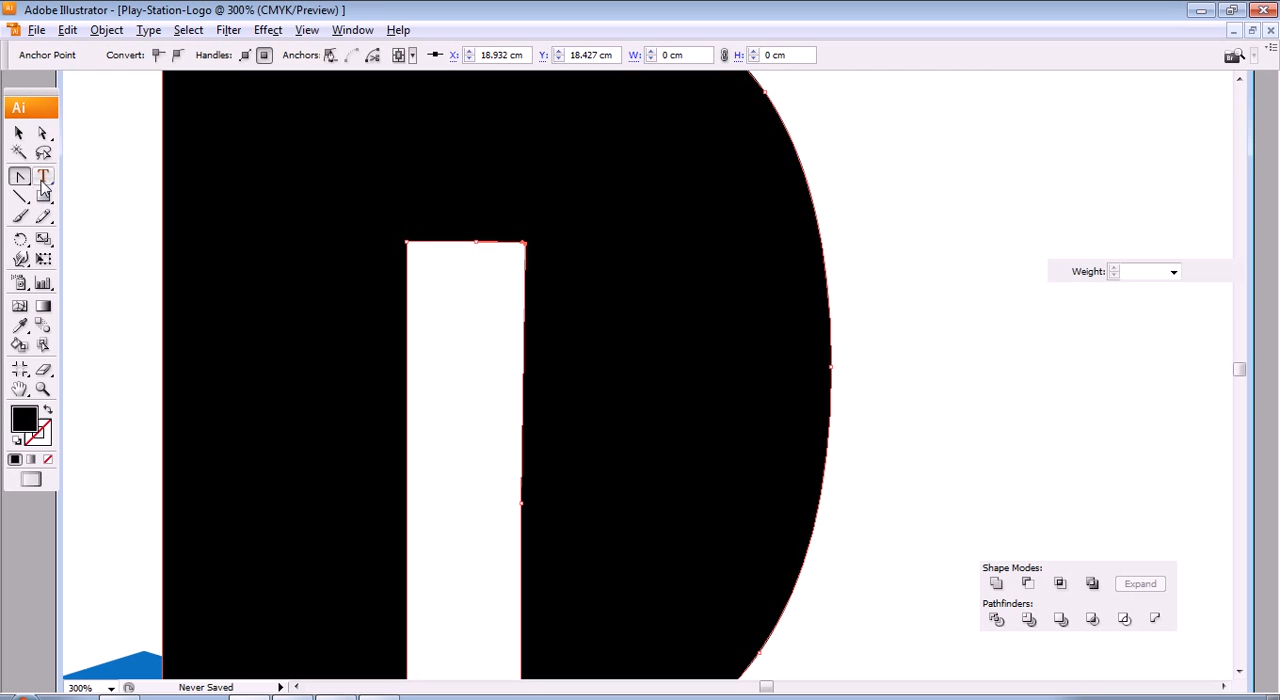 Adobe Illustrator - [Play-Station-Logo @ 300% (CMYK/Preview) ]
File Edit Object Type Select Filter Effect View Window Help
Anchor Point Convert: Handles: Anchors: X: 18.932 cm Y: 18.427 cm W: 0 cm H: 0 cm
Ai
Weight:
Shape Modes:
Expand
Pathfinders:
300% Never Saved